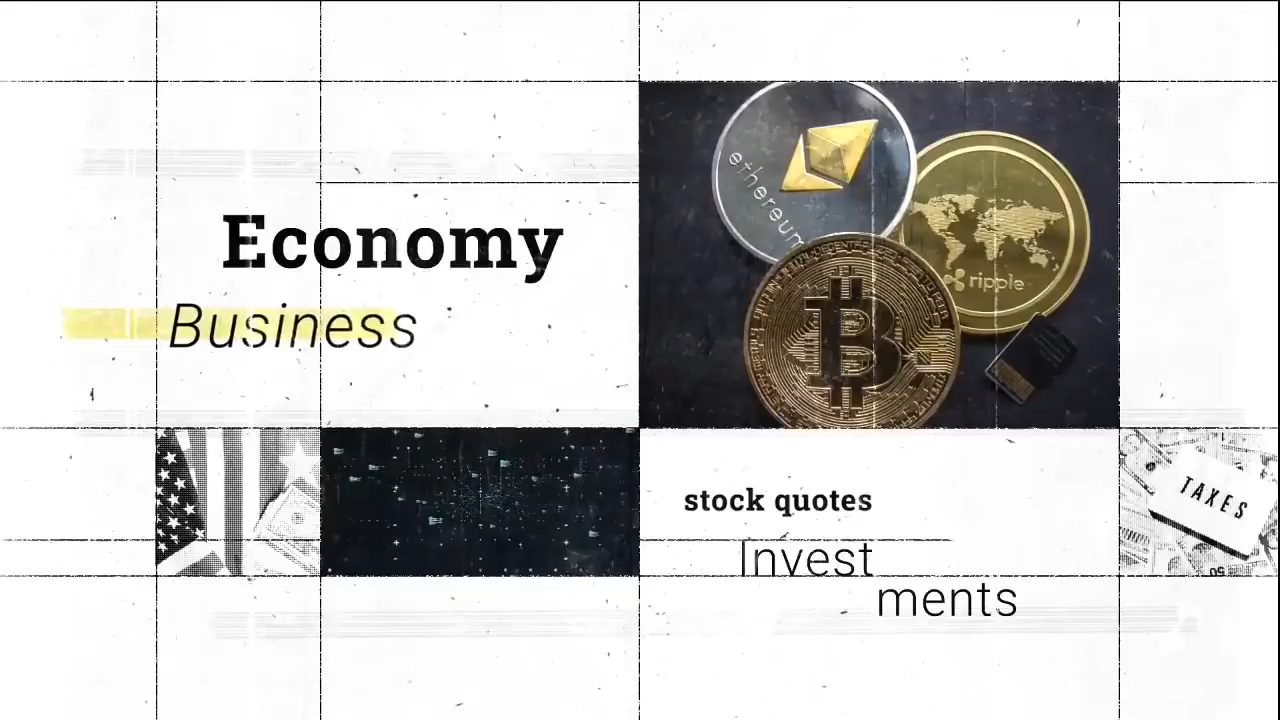 Economy
Business
ethereum
ripple
stock quotes
Invest
ments
TAXES